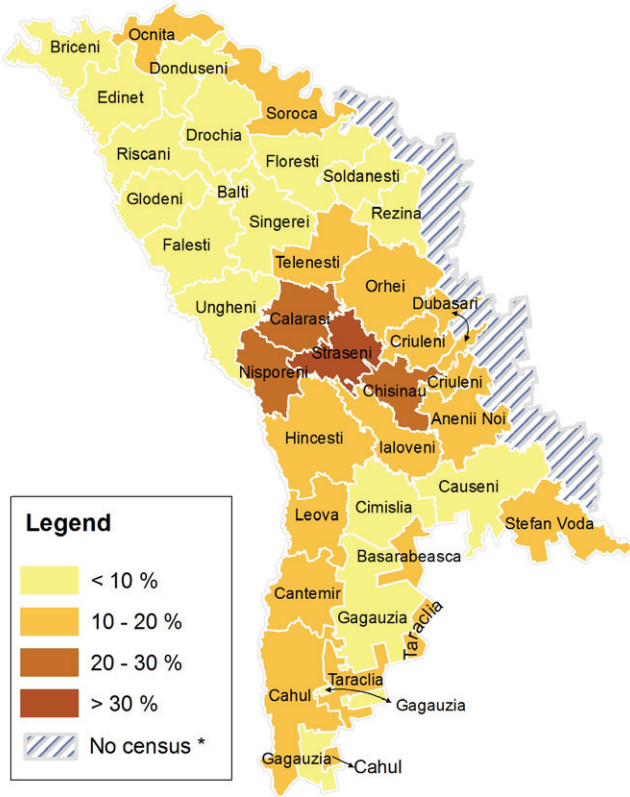 Ocnita
Briceni
Donduseni
Edinet
Soroca
Drochia
Riscani
Floresti
Soldanesti
Balti
Glodeni
Rezina
Singerei
Falesti
Telenesti
Orhei
Dubasari
Ungheni
Calarasi
Criuleni
Straseni
Nisporeni
Chisinau
Criuleni
Anenii Noi
Hincesti
Ialoveni
Causeni
Cimislia
Leova
Stefan Voda
Basarabeasca
Cantemir
Gagauzia
Taraclia
Taraclia
Cahul
Gagauzia
Gagauzia
Cahul
Legend
< 10 %
10 - 20 %
20 - 30 %
> 30 %
No census *